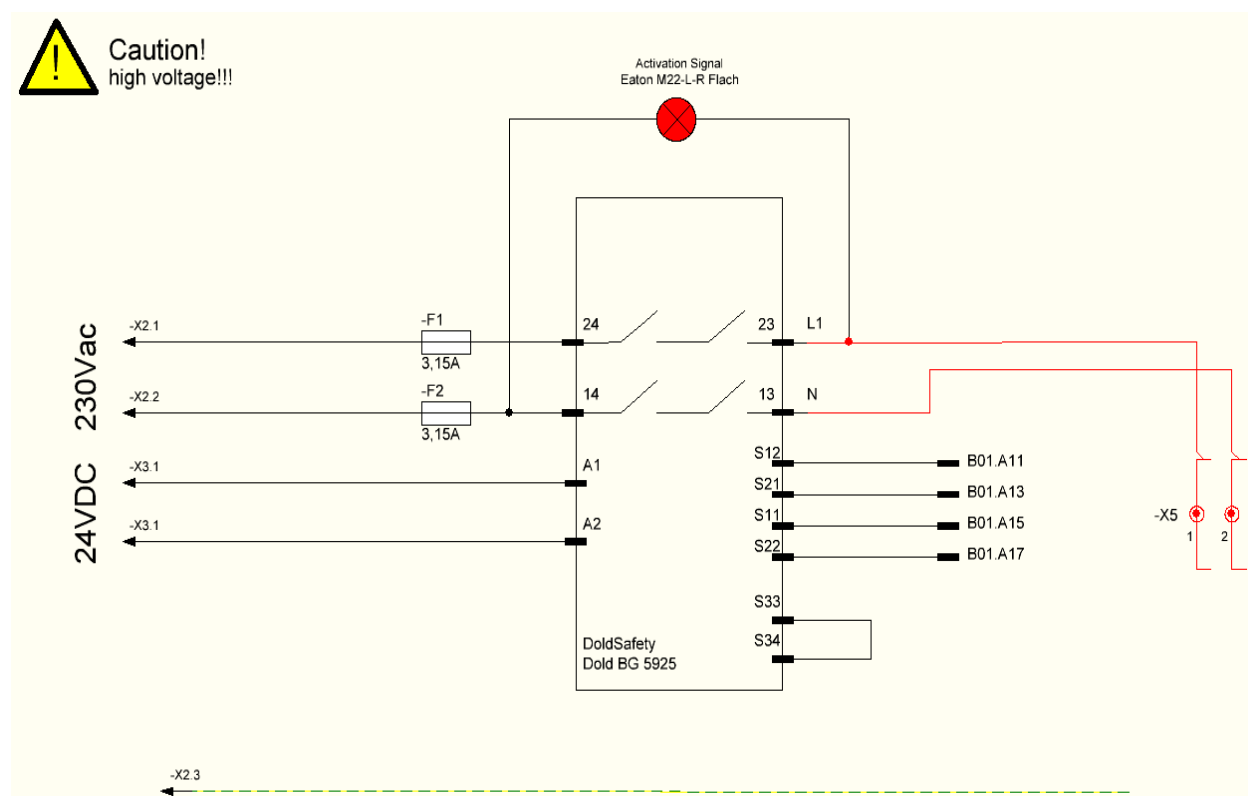 Caution!
high voltage!!!
Activation Signal
Eaton M22-L-R Flach
230Vac
24VDC
-X2.1
-F1
3,15A
24
23
L1
-X2.2
-F2
3,15A
14
13
N
-X3.1
A1
-X3.1
A2
S12
B01.A11
S21
B01.A13
S11
B01.A15
S22
B01.A17
-X5
1
2
S33
S34
DoldSafety
Dold BG 5925
-X2.3